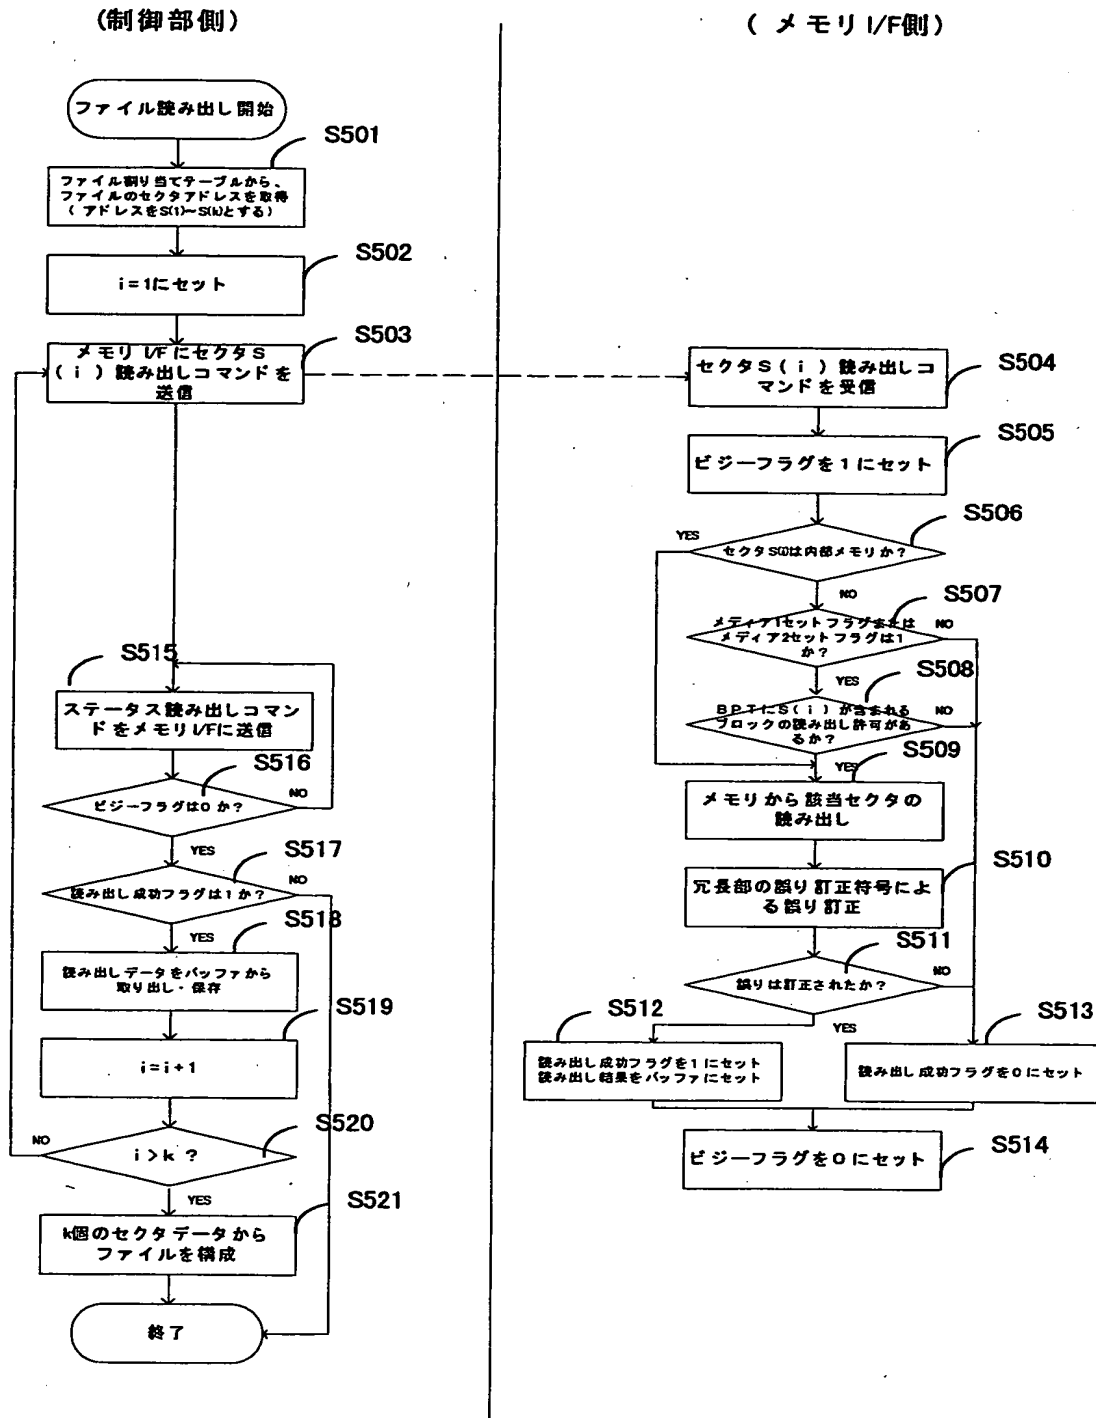 (制御部側)
ファイル読み出し開始
S501
ファイル割り当てテーブルから、
ファイルのセクタアドレスを取得
(アドレスをS(1)~S(k)とする)
S502
i=1にセット
S503
メモリI/FにセクタS
(i)読み出しコマンドを
送信
S515
ステータス読み出しコマン
ドをメモリI/Fに送信
S516
ビジーフラグは0か?
NO
YES
S517
読み出し成功フラグは1か?
NO
YES
S518
読み出しデータをバッファから
取り出し・保存
S519
i=i+1
S520
i>k?
NO
YES
S521
k個のセクタデータから
ファイルを構成
終了
(メモリI/F側)
S504
セクタS(i)読み出しコ
マンドを受信
S505
ビジーフラグを1にセット
S506
YES
セクタS(i)は内部メモリか?
NO
S507
メディア1セットフラグまたは
メディア2セットフラグは1
か?
NO
YES
S508
BPTにS(i)が含まれる
ブロックの読み出し許可があ
るか?
NO
YES
S509
メモリから該当セクタの
読み出し
S510
冗長部の誤り訂正符号によ
る誤り訂正
S511
誤りは訂正されたか?
NO
YES
S512
読み出し成功フラグを1にセット
読み出し結果をバッファにセット
S513
読み出し成功フラグを0にセット
S514
ビジーフラグを0にセット